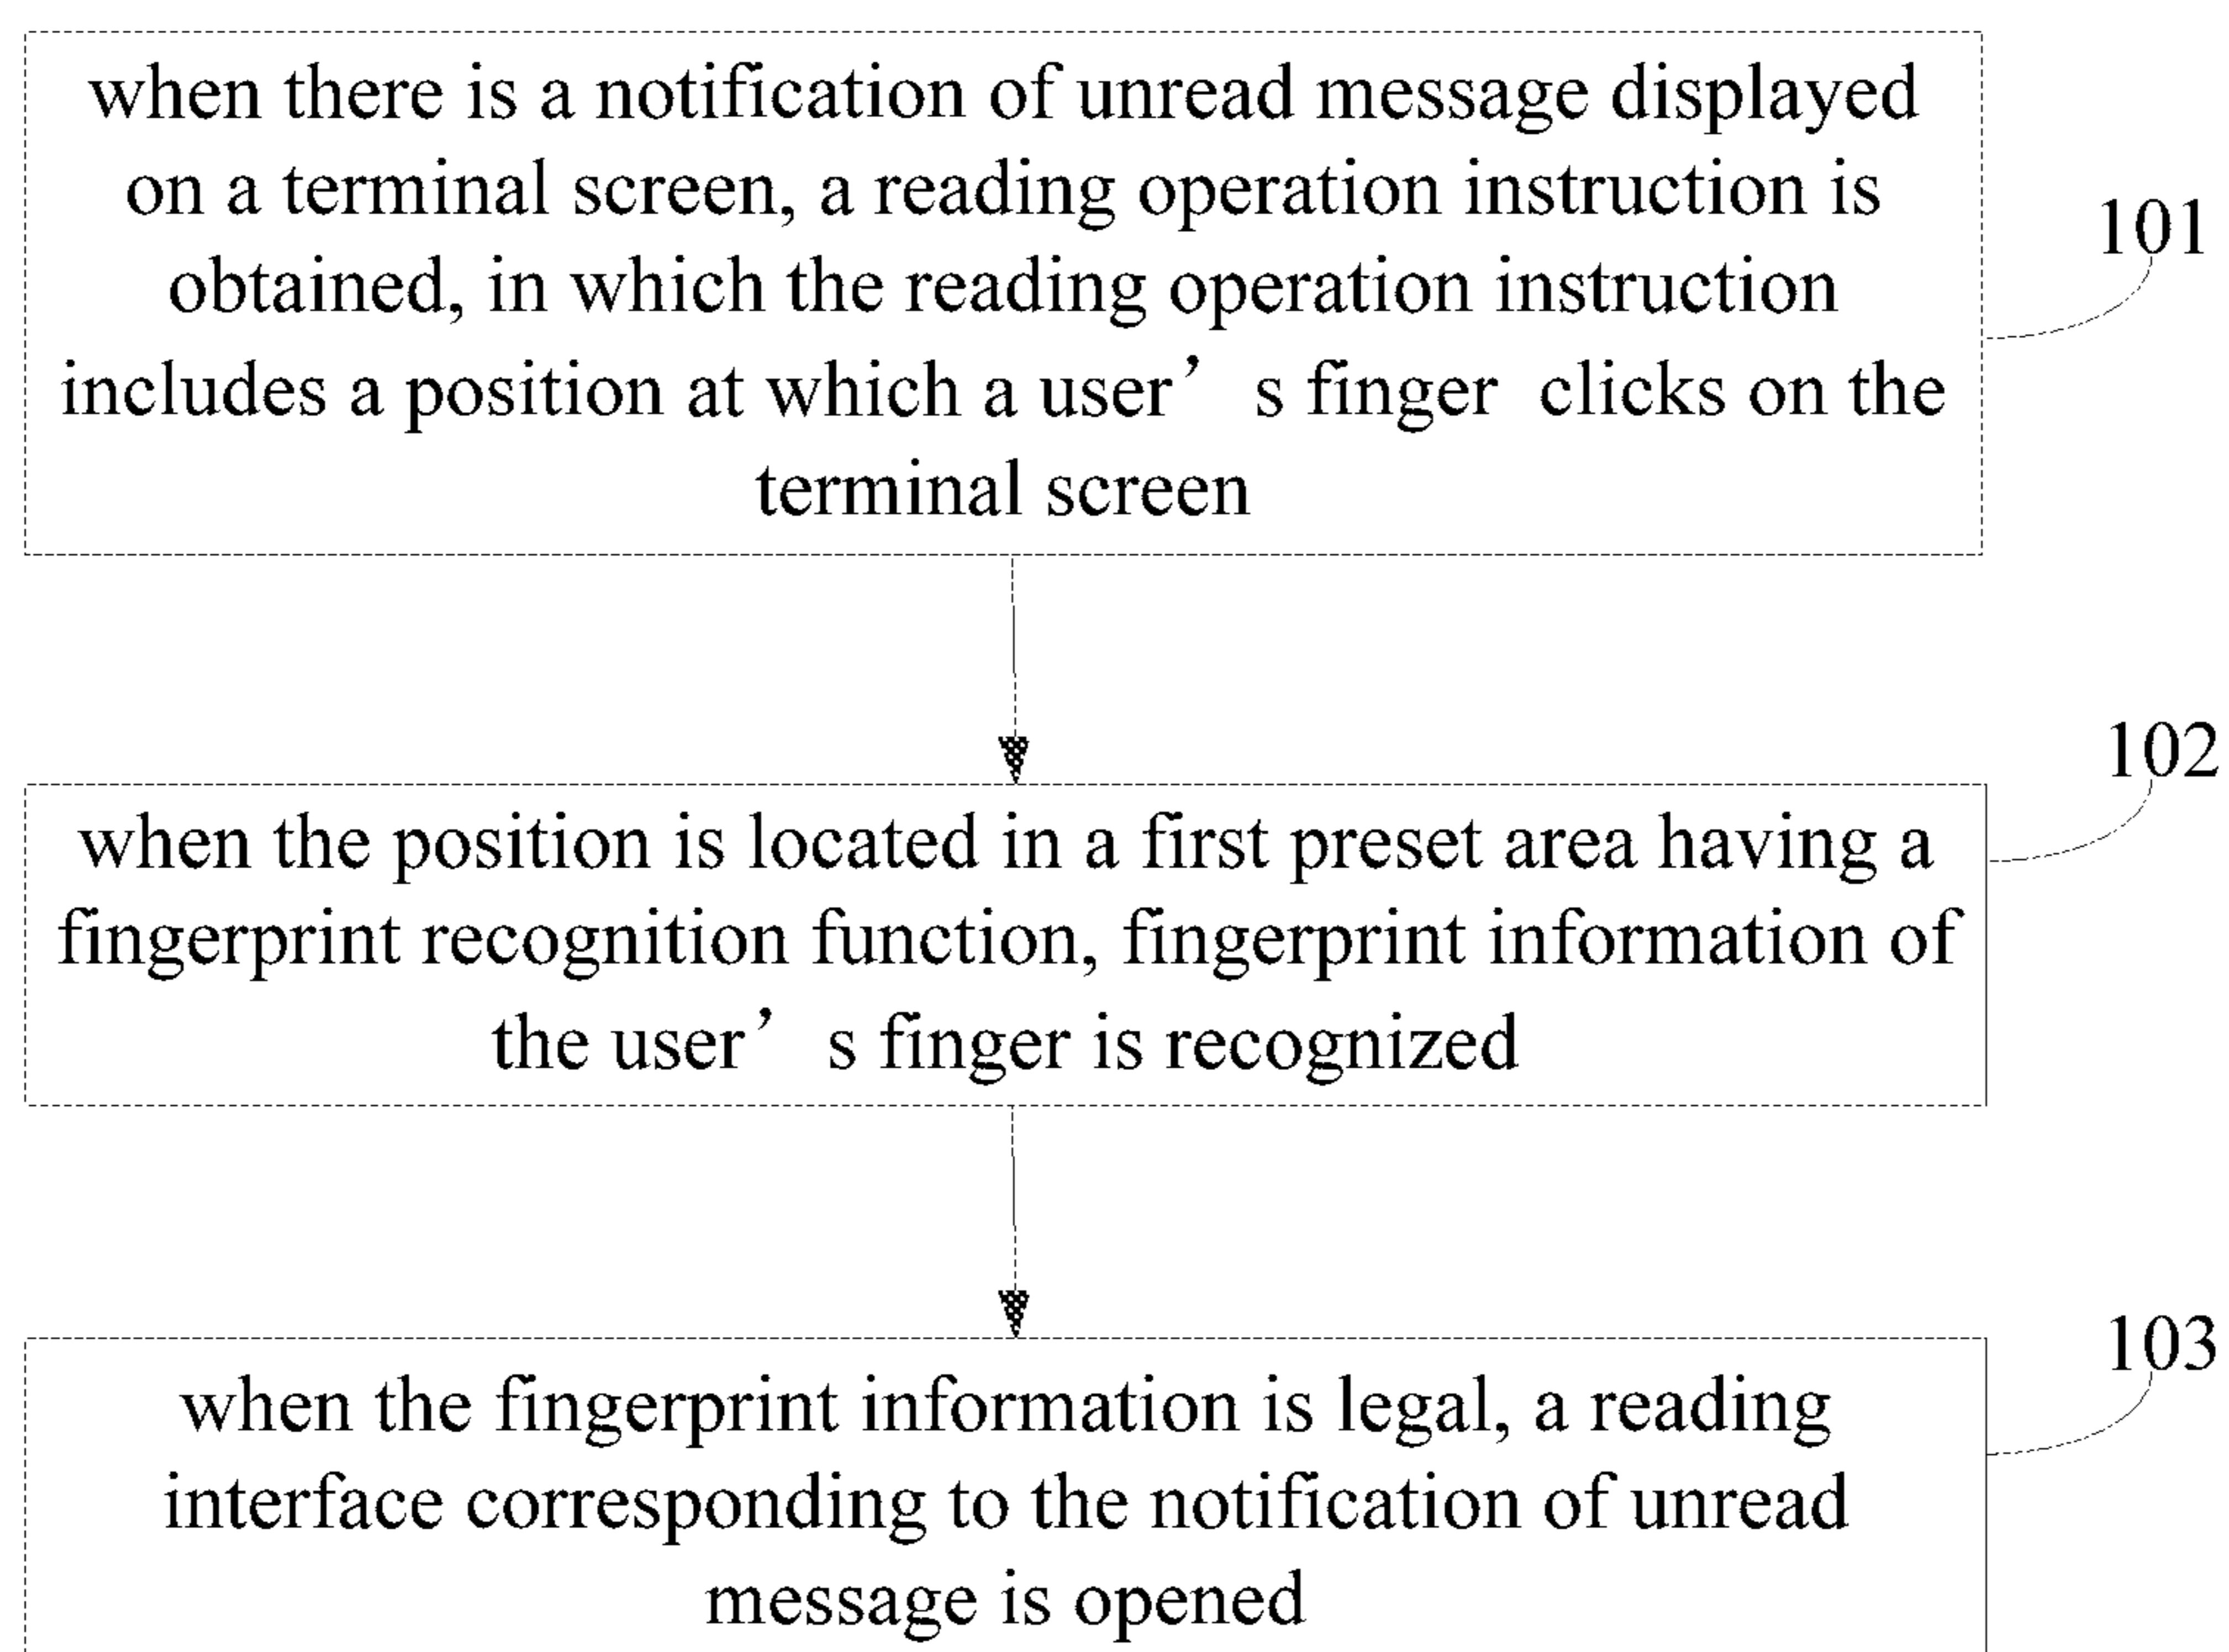 when there is a notification of unread message displayed
on a terminal screen, a reading operation instruction is
obtained, in which the reading operation instruction
includes a position at which a user’ s finger clicks on the
terminal screen
101
when the position is located in a first preset area having a
fingerprint recognition function, fingerprint information of
the user’ s finger is recognized
102
when the fingerprint information is legal, a reading
interface corresponding to the notification of unread
message is opened
103